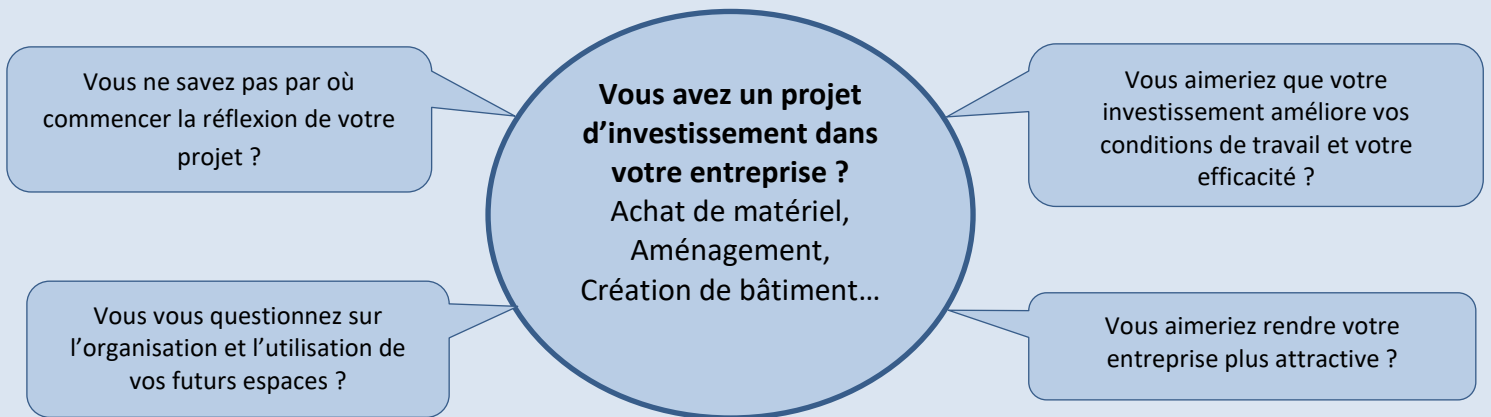 Vous ne savez pas par où
commencer la réflexion de votre
projet ?
Vous avez un projet
d’investissement dans
votre entreprise ?
Achat de matériel,
Aménagement,
Création de bâtiment…
Vous aimeriez que votre
investissement améliore vos
conditions de travail et votre
efficacité ?
Vous vous questionnez sur
l’organisation et l’utilisation de
vos futurs espaces ?
Vous aimeriez rendre votre
entreprise plus attractive ?